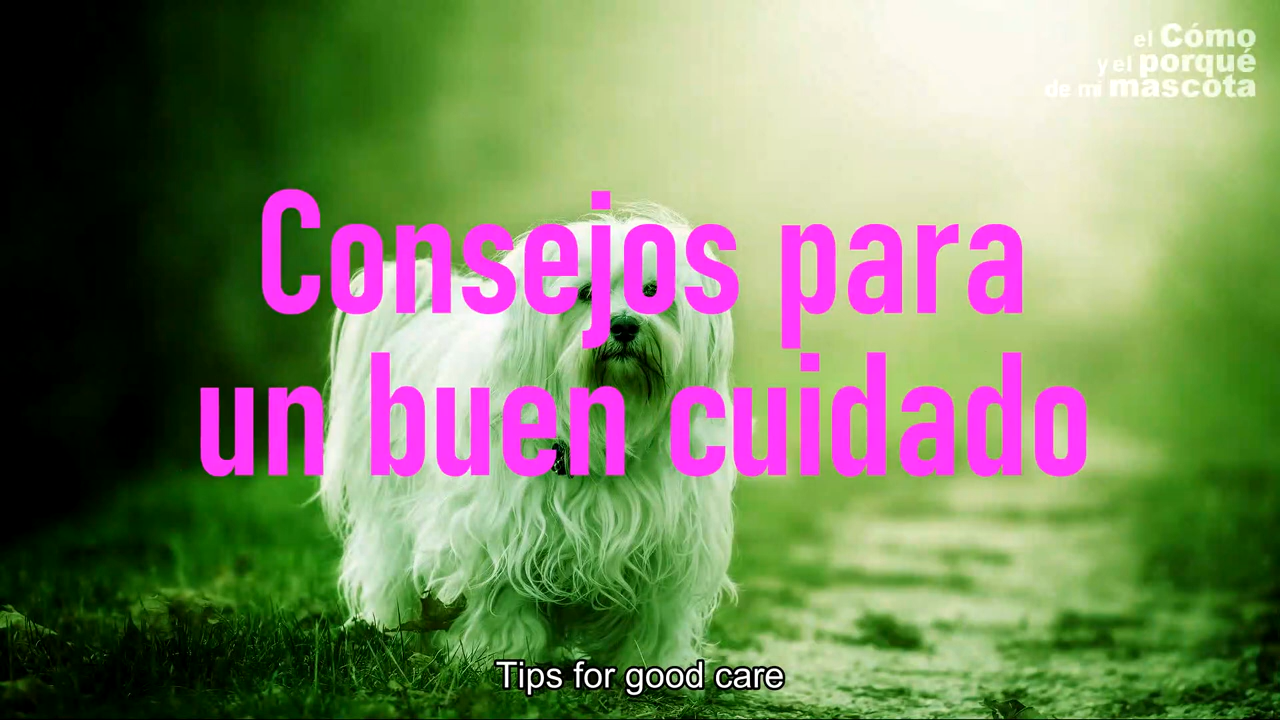 el Cómo
y el porqué
de mi mascota
Consejos para
un buen cuidado
Tips for good care